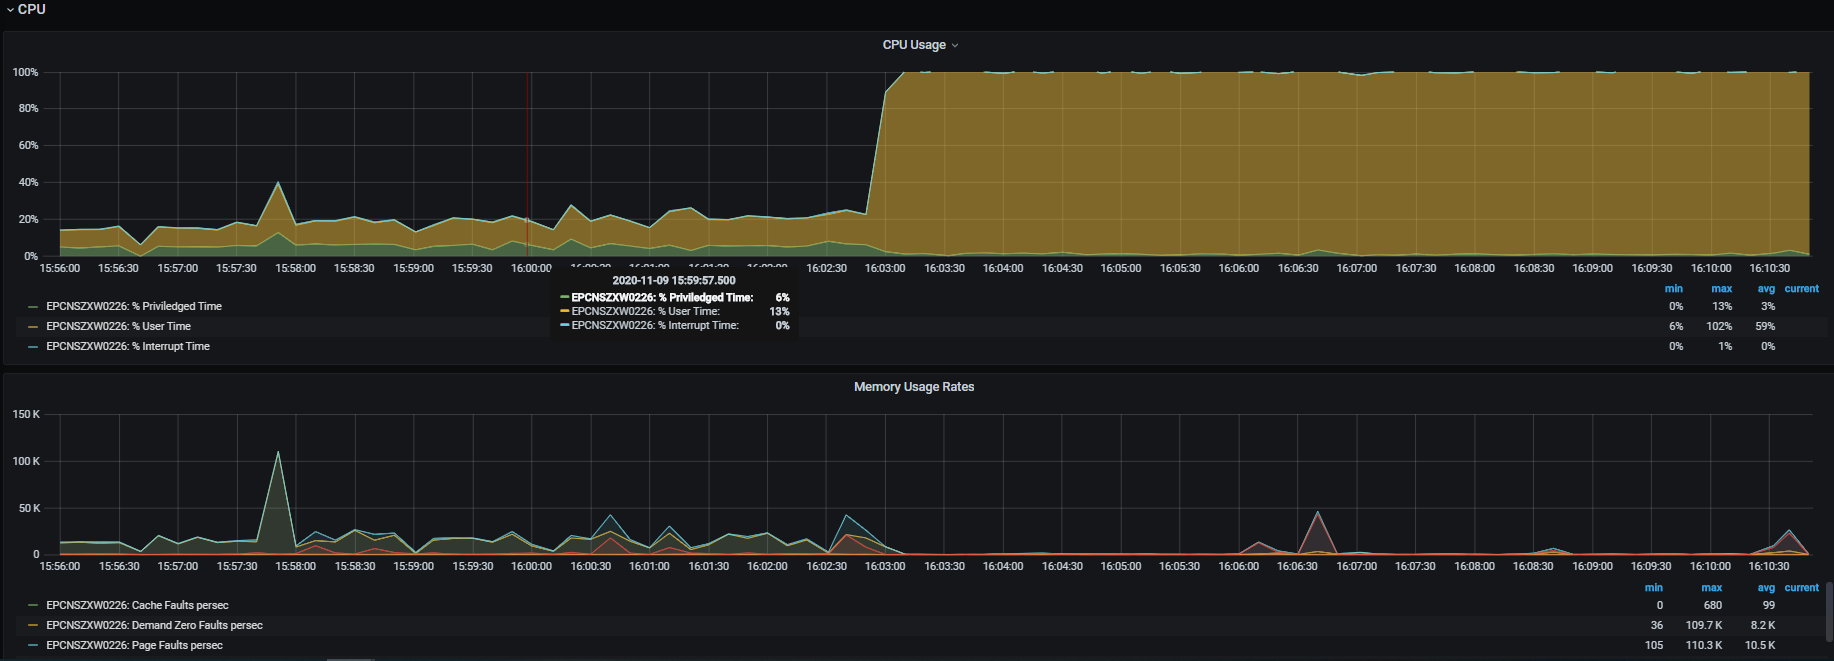 CPU
CPU Usage
100%
80%
60%
40%
20%
0%
15:56:00 15:56:30 15:57:00 15:57:30 15:58:00 15:58:30 15:59:00 15:59:30 16:00:00 16:00:30 16:01:00 16:01:30 16:02:00 16:02:30 16:03:00 16:03:30 16:04:00 16:04:30 16:05:00 16:05:30 16:06:00 16:06:30 16:07:00 16:07:30 16:08:00 16:08:30 16:09:00 16:09:30 16:10:00 16:10:30
2020-11-09 15:59:57.500
EPCNSZXW0226: % Priviledged Time: 6%
EPCNSZXW0226: % User Time: 13%
EPCNSZXW0226: % Interrupt Time: 0%
min max avg current
EPCNSZXW0226: % Priviledged Time 0% 13% 3%
EPCNSZXW0226: % User Time 6% 102% 59%
EPCNSZXW0226: % Interrupt Time 0% 1% 0%
Memory Usage Rates
150 K
100 K
50 K
0
15:56:00 15:56:30 15:57:00 15:57:30 15:58:00 15:58:30 15:59:00 15:59:30 16:00:00 16:00:30 16:01:00 16:01:30 16:02:00 16:02:30 16:03:00 16:03:30 16:04:00 16:04:30 16:05:00 16:05:30 16:06:00 16:06:30 16:07:00 16:07:30 16:08:00 16:08:30 16:09:00 16:09:30 16:10:00 16:10:30
min max avg current
EPCNSZXW0226: Cache Faults persec 0 680 99
EPCNSZXW0226: Demand Zero Faults persec 36 109.7 K 8.2 K
EPCNSZXW0226: Page Faults persec 105 110.3 K 10.5 K